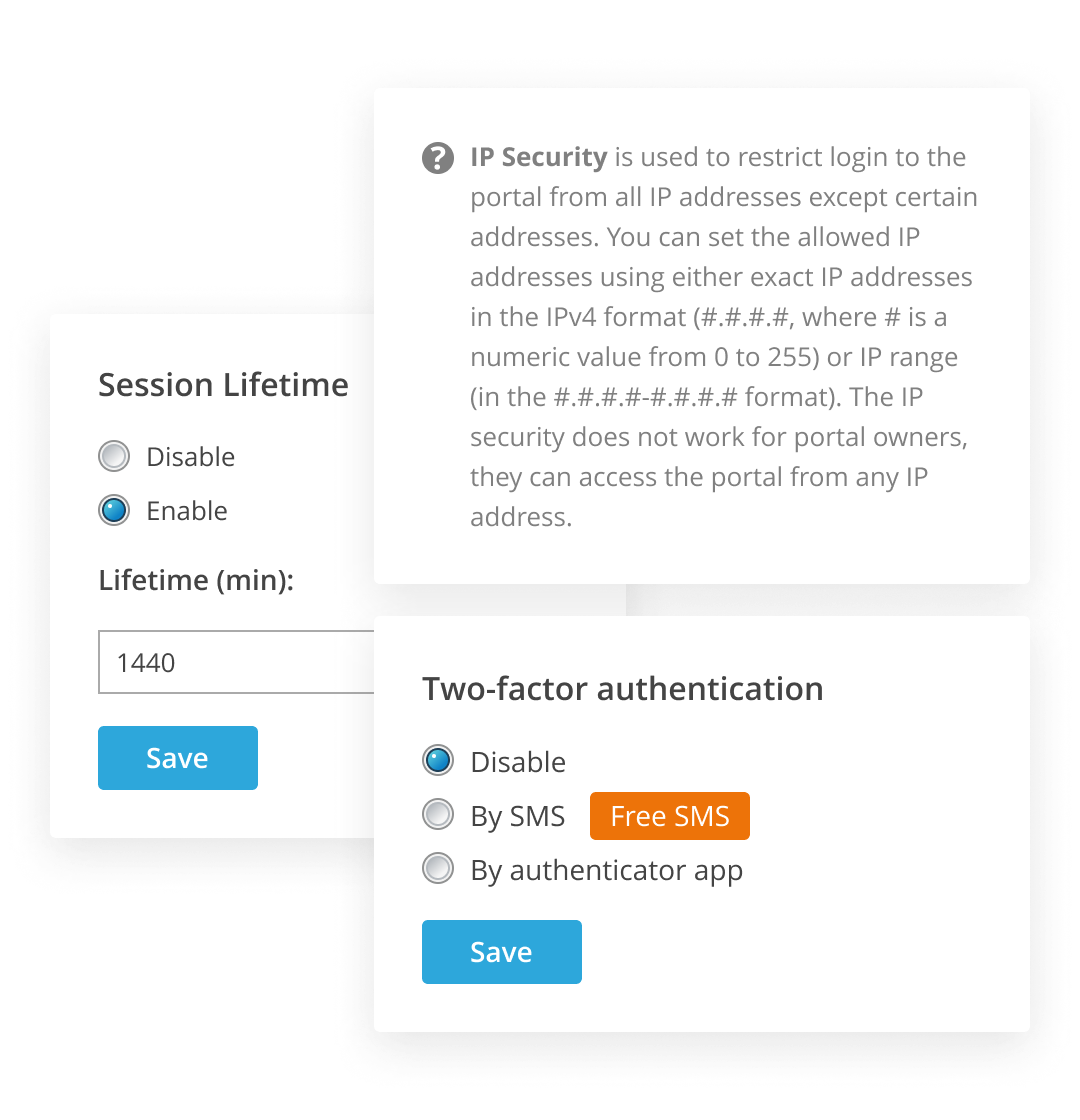 IP Security is used to restrict login to the
portal from all IP addresses except certain
addresses. You can set the allowed IP
addresses using either exact IP addresses
in the IPv4 format (#.#.#.#, where # is a
numeric value from 0 to 255) or IP range
(in the #.#.#.#-#.#.#.# format). The IP
security does not work for portal owners,
they can access the portal from any IP
address.
Session Lifetime
Disable
Enable
Lifetime (min):
1440
Save
Two-factor authentication
Disable
By SMS Free SMS
By authenticator app
Save